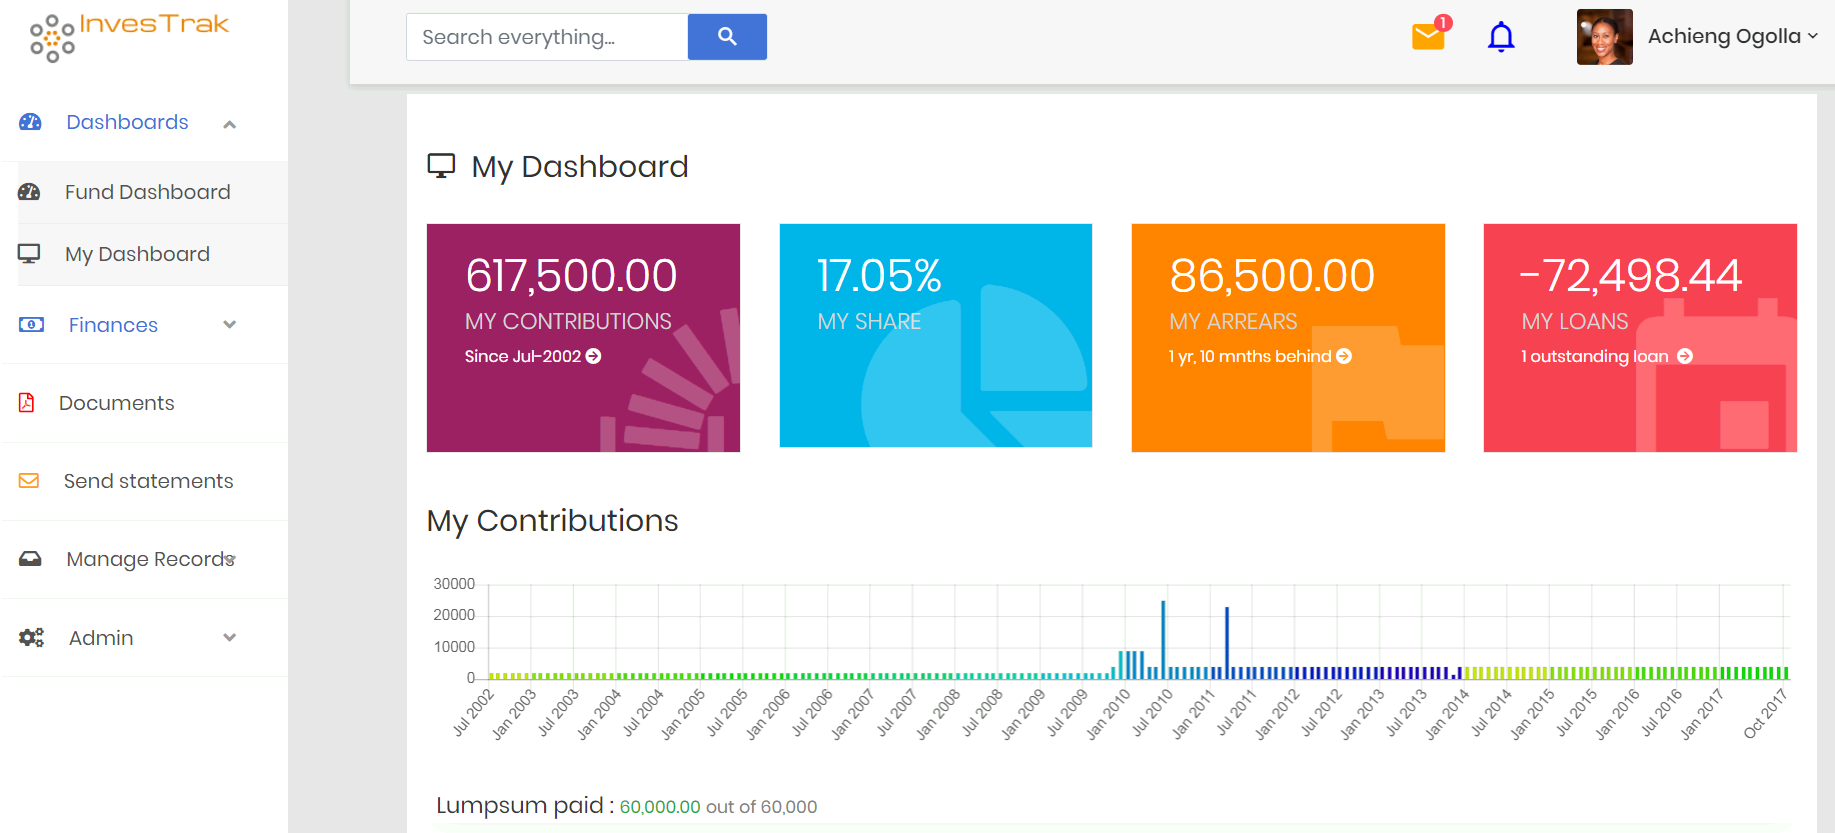 InvesTrak
Search everything...
1
Achieng Ogolla
Dashboards
Fund Dashboard
My Dashboard
Finances
Documents
Send statements
Manage Records
Admin
My Dashboard
617,500.00
MY CONTRIBUTIONS
Since Jul-2002
17.05%
MY SHARE
86,500.00
MY ARREARS
1 yr, 10 mnths behind
-72,498.44
MY LOANS
1 outstanding loan
My Contributions
30000
20000
10000
0
Jul 2002
Jan 2003
Jul 2003
Jan 2004
Jul 2004
Jan 2005
Jul 2005
Jan 2006
Jul 2006
Jan 2007
Jul 2007
Jan 2008
Jul 2008
Jan 2009
Jul 2009
Jan 2010
Jul 2010
Jan 2011
Jul 2011
Jan 2012
Jul 2012
Jan 2013
Jul 2013
Jan 2014
Jul 2014
Jan 2015
Jul 2015
Jan 2016
Jul 2016
Jan 2017
Oct 2017
Lumpsum paid : 60,000.00 out of 60,000